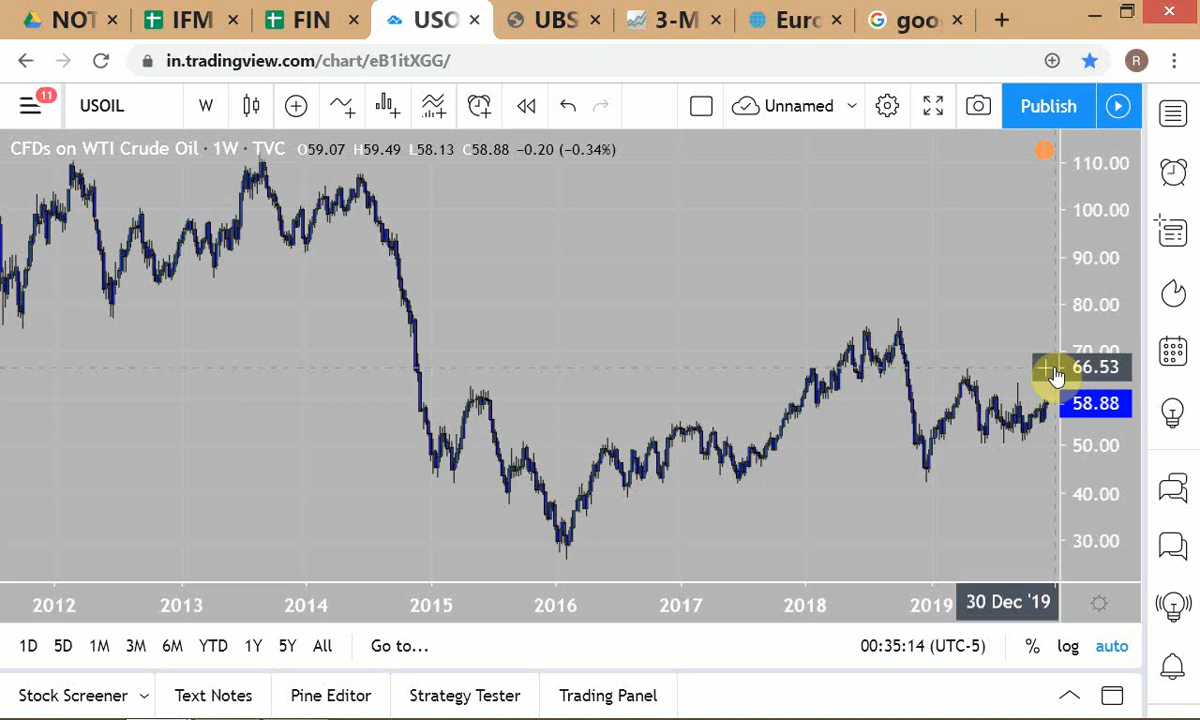 NOT
IFM
FIN
USO
UBS
3-M
Euro
goo
in.tradingview.com/chart/eB1itXGG/
R
11
USOIL
W
Unnamed
Publish
CFDs on WTI Crude Oil · 1W · TVC O59.07 H59.49 L58.13 C58.88 −0.20 (−0.34%)
110.00
100.00
90.00
80.00
70.00
66.53
58.88
50.00
40.00
30.00
2012 2013 2014 2015 2016 2017 2018 2019 30 Dec '19
1D 5D 1M 3M 6M YTD 1Y 5Y All Go to... 00:35:14 (UTC-5) % log auto
Stock Screener Text Notes Pine Editor Strategy Tester Trading Panel